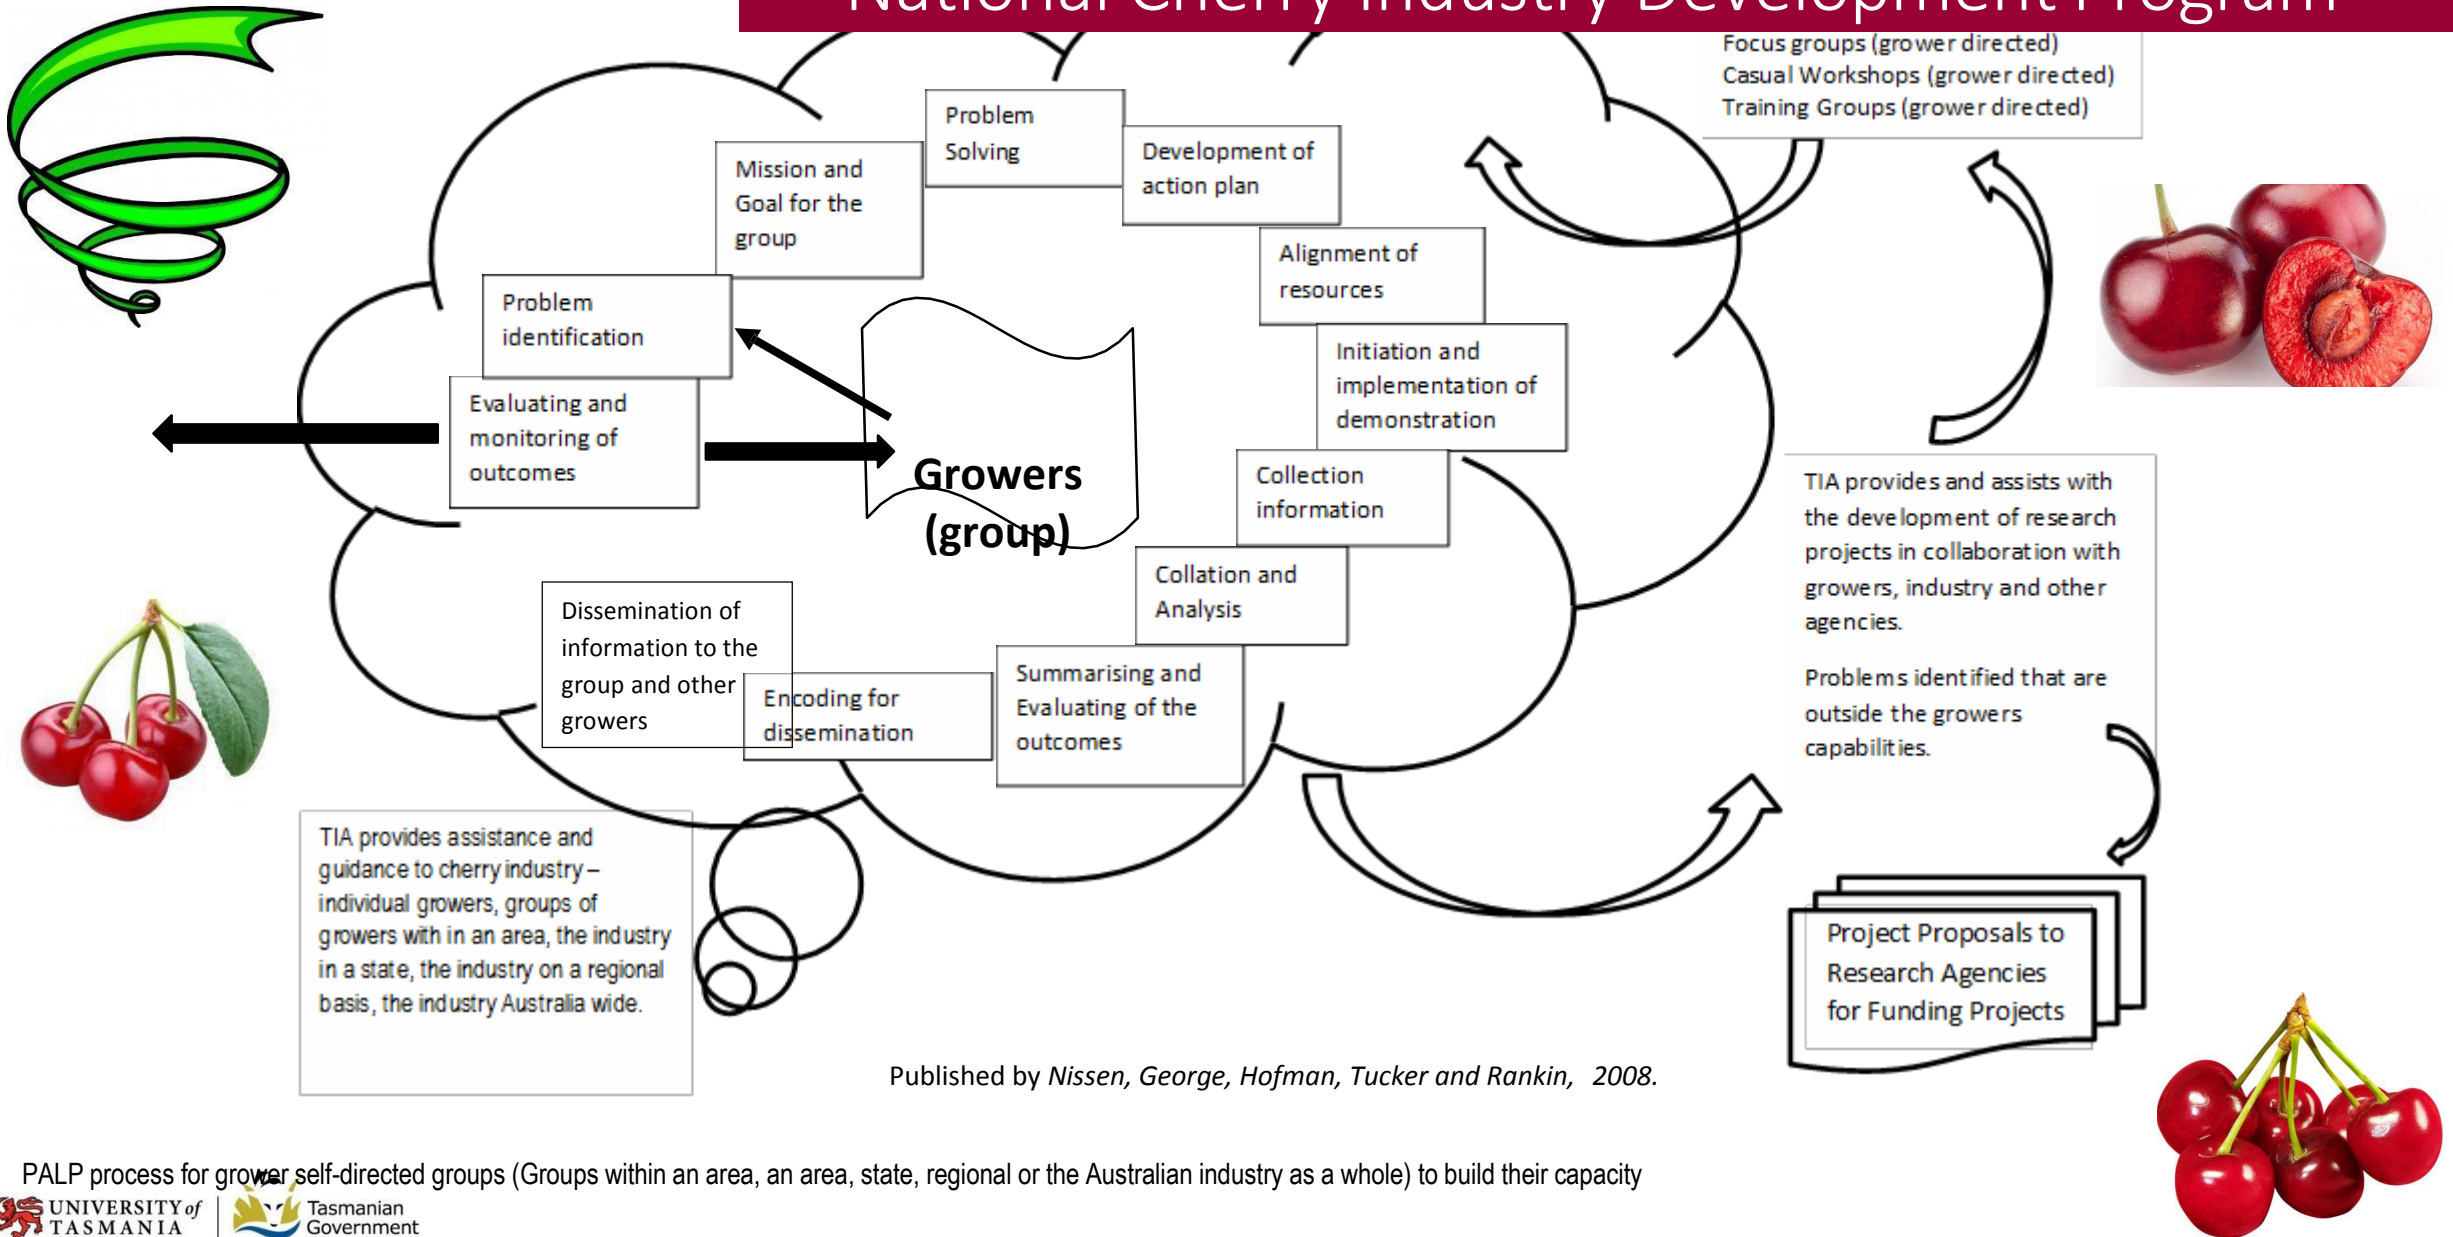 National Cherry Industry Development Program
Focus groups (grower directed)
Casual Workshops (grower directed)
Training Groups (grower directed)
Problem
Solving
Development of
action plan
Mission and
Goal for the
group
Alignment of
resources
Problem
identification
Initiation and
implementation of
demonstration
Evaluating and
monitoring of
outcomes
Growers
(group)
Collection
information
Collation and
Analysis
Dissemination of
information to the
group and other
growers
Encoding for
dissemination
Summarising and
Evaluating of the
outcomes
TIA provides and assists with
the development of research
projects in collaboration with
growers, industry and other
agencies.
Problems identified that are
outside the growers
capabilities.
TIA provides assistance and
guidance to cherry industry –
individual growers, groups of
growers with in an area, the industry
in a state, the industry on a regional
basis, the industry Australia wide.
Project Proposals to
Research Agencies
for Funding Projects
Published by Nissen, George, Hofman, Tucker and Rankin, 2008.
PALP process for grower self-directed groups (Groups within an area, an area, state, regional or the Australian industry as a whole) to build their capacity
UNIVERSITY of
TASMANIA
Tasmanian
Government